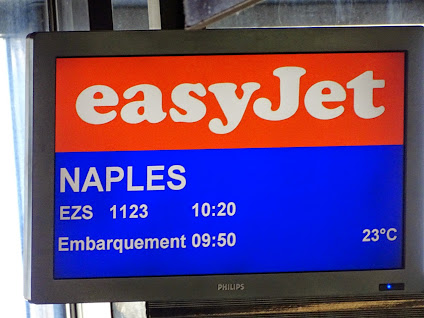 easyJet
NAPLES
EZS 1123 10:20
Embarquement 09:50 23°C
PHILIPS